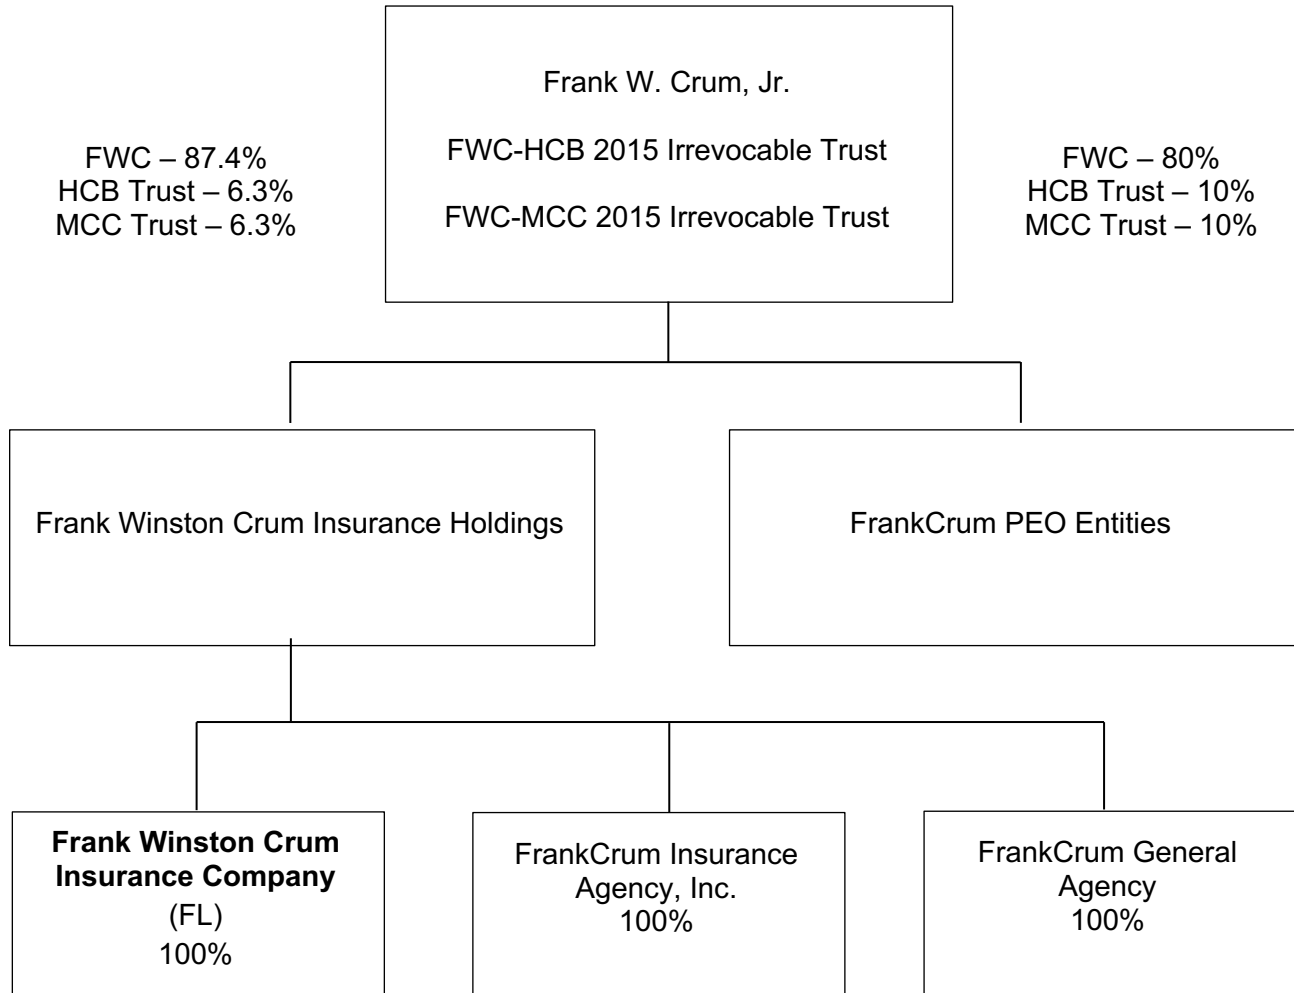 Frank W. Crum, Jr.
FWC-HCB 2015 Irrevocable Trust
FWC-MCC 2015 Irrevocable Trust
FWC – 87.4%
HCB Trust – 6.3%
MCC Trust – 6.3%
FWC – 80%
HCB Trust – 10%
MCC Trust – 10%
Frank Winston Crum Insurance Holdings
FrankCrum PEO Entities
Frank Winston Crum
Insurance Company
(FL)
100%
FrankCrum Insurance
Agency, Inc.
100%
FrankCrum General
Agency
100%